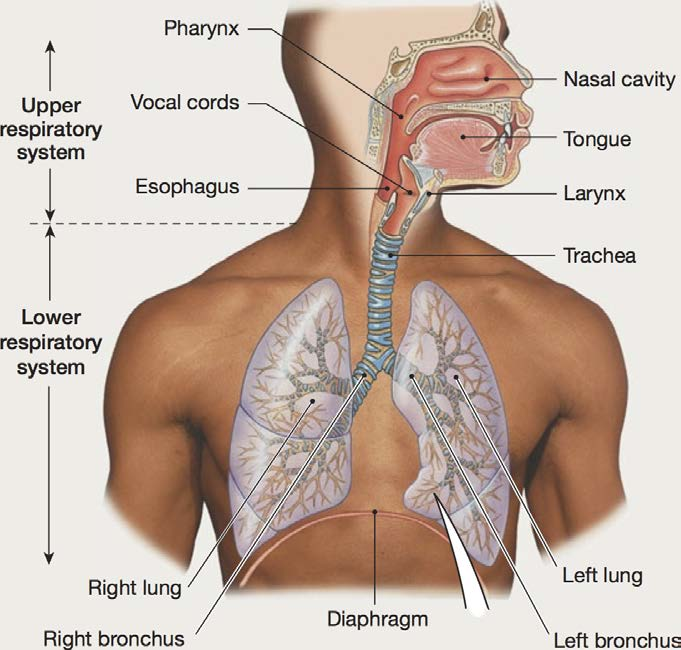 Pharynx
Nasal cavity
Upper
respiratory
system
Vocal cords
Tongue
Esophagus
Larynx
Trachea
Lower
respiratory
system
Right lung
Left lung
Diaphragm
Right bronchus
Left bronchus